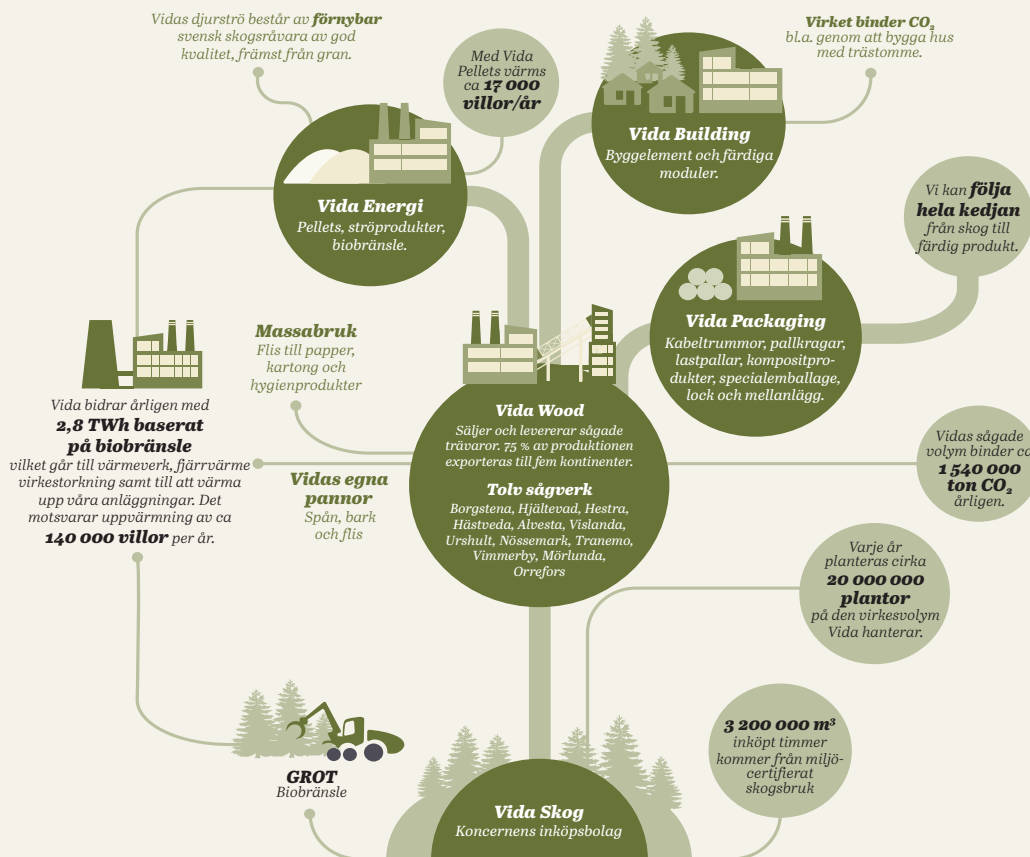 Vidas djurströ består av förnybar
svensk skogsråvara av god
kvalitet, främst från gran.
Med Vida
Pellets värms
ca 17 000
villor/år
Virket binder CO₂
bl.a. genom att bygga hus
med trästomme.
Vida Building
Byggelement och färdiga
moduler.
Vida Energi
Pellets, ströprodukter,
biobränsle.
Vi kan följa
hela kedjan
från skog till
färdig produkt.
Vida Packaging
Kabeltrummor, pallkragar,
lastpallar, kompositpro-
dukter, specialemballage,
lock och mellanlägg.
Massabruk
Flis till papper,
kartong och
hygienprodukter
Vida bidrar årligen med
2,8 TWh baserat
på biobränsle
vilket går till värmeverk, fjärrvärme
virkestorkning samt till att värma
upp våra anläggningar. Det
motsvarar uppvärmning av ca
140 000 villor per år.
Vidas egna
pannor
Spån, bark
och flis
Vida Wood
Säljer och levererar sågade
trävaror. 75 % av produktionen
exporteras till fem kontinenter.
Tolv sågverk
Borgstena, Hjältevad, Hestra,
Hästveda, Alvesta, Vislanda,
Urshult, Nössemark, Tranemo,
Vimmerby, Mörlunda,
Orrefors
Vidas sågade
volym binder ca
1 540 000
ton CO₂
årligen.
Varje år
planteras cirka
20 000 000
plantor
på den virkesvolym
Vida hanterar.
3 200 000 m³
inköpt timmer
kommer från miljö-
certifierat
skogsbruk
GROT
Biobränsle
Vida Skog
Koncernens inköpsbolag